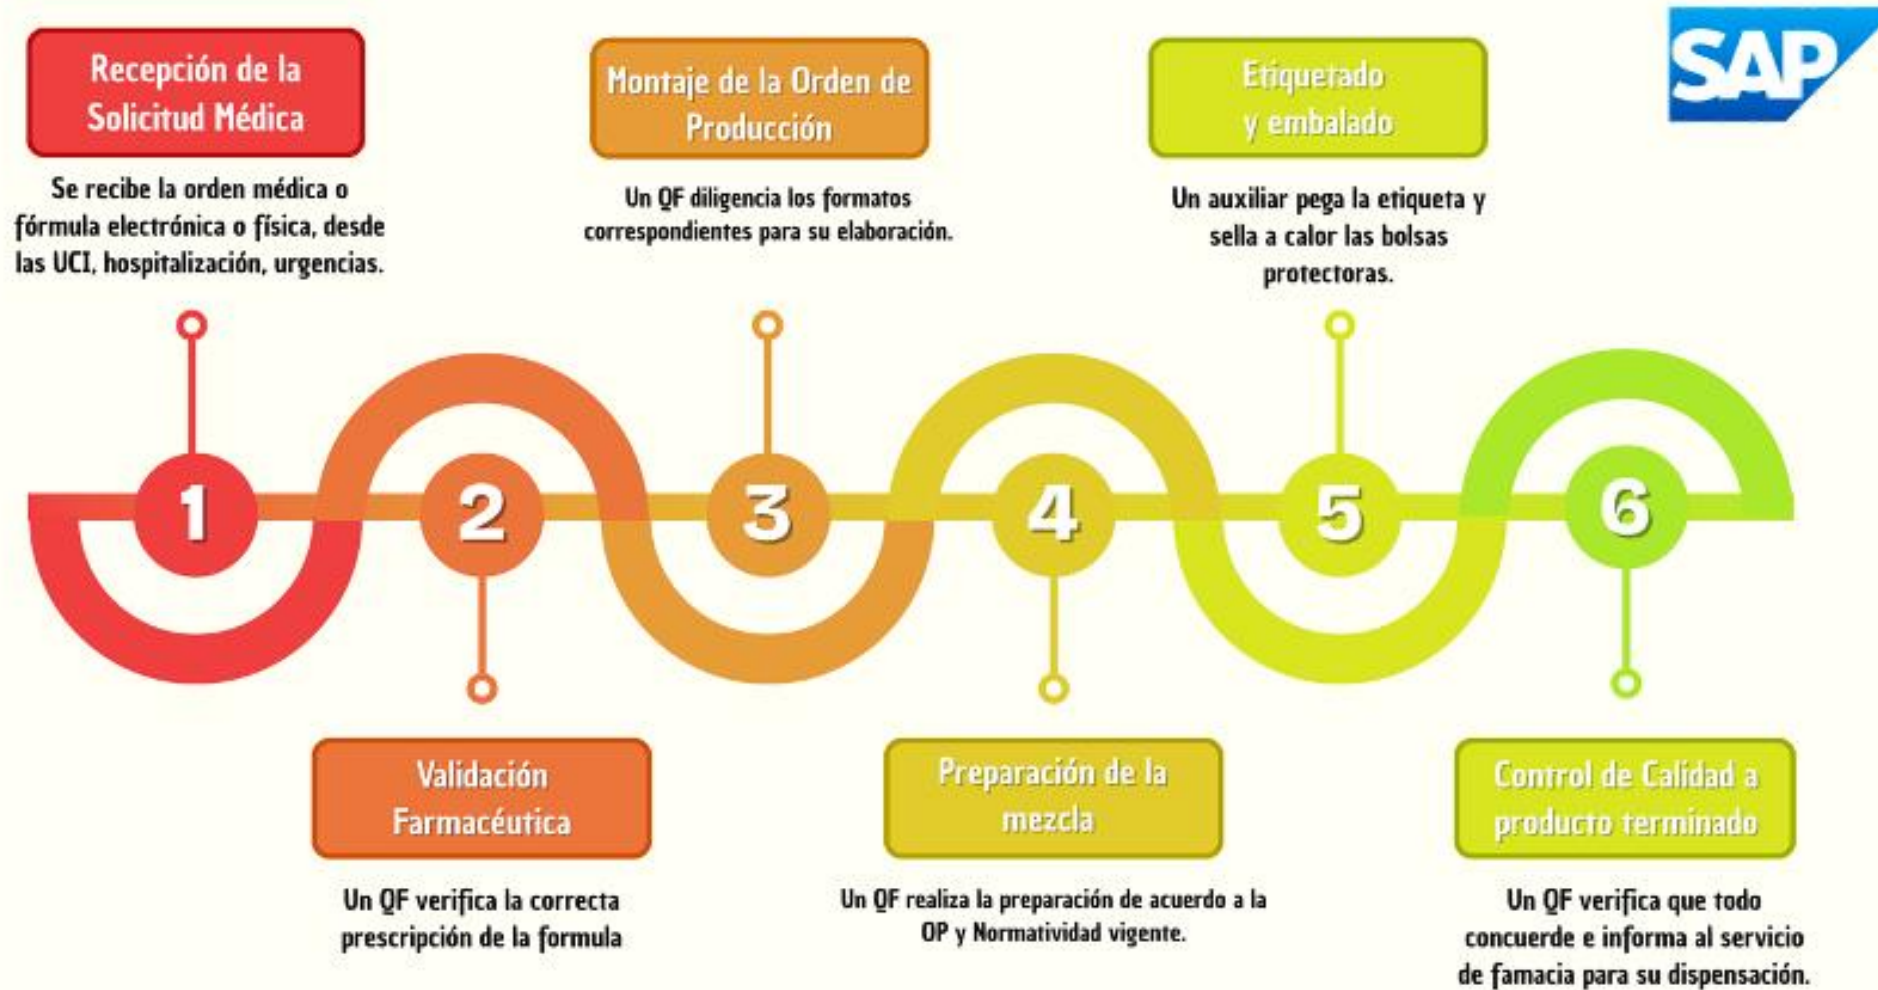 Recepción de la
Solicitud Médica
Se recibe la orden médica o
fórmula electrónica o física, desde
las UCI, hospitalización, urgencias.
Montaje de la Orden de
Producción
Un QF diligencia los formatos
correspondientes para su elaboración.
Etiquetado
y embalado
Un auxiliar pega la etiqueta y
sella a calor las bolsas
protectoras.
SAP
1
2
3
4
5
6
Validación
Farmacéutica
Un QF verifica la correcta
prescripción de la formula
Preparación de la
mezcla
Un QF realiza la preparación de acuerdo a la
OP y Normatividad vigente.
Control de Calidad a
producto terminado
Un QF verifica que todo
concuerde e informa al servicio
de famacia para su dispensación.